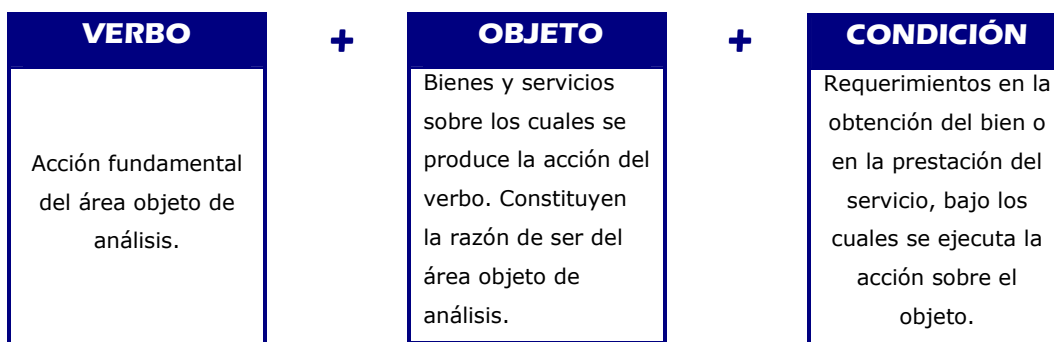 VERBO
+
OBJETO
+
CONDICIÓN
Acción fundamental
del área objeto de
análisis.
Bienes y servicios
sobre los cuales se
produce la acción del
verbo. Constituyen
la razón de ser del
área objeto de
análisis.
Requerimientos en la
obtención del bien o
en la prestación del
servicio, bajo los
cuales se ejecuta la
acción sobre el
objeto.